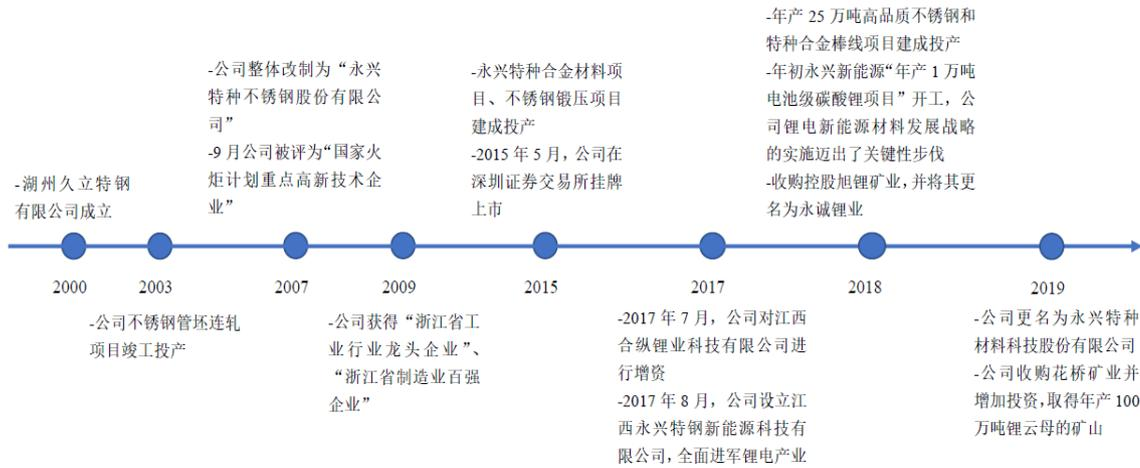 -湖州久立特钢
有限公司成立
2000
2003
-公司不锈钢管坯连轧
项目竣工投产
-公司整体改制为“永兴
特种不锈钢股份有限公
司”
-9 月公司被评为“国家火
炬计划重点高新技术企
业”
2007
2009
-公司获得“浙江省工
业行业龙头企业”、
“浙江省制造业百强
企业”
-永兴特种合金材料项
目、不锈钢锻压项目
建成投产
-2015 年 5 月，公司在
深圳证券交易所挂牌
上市
2015
2017
-2017 年 7 月，公司对江西
合纵锂业科技有限公司进
行增资
-2017 年 8 月，公司设立江
西永兴特钢新能源科技有
限公司，全面进军锂电产业
-年产 25 万吨高品质不锈钢和
特种合金棒线项目建成投产
-年初永兴新能源“年产 1 万吨
电池级碳酸锂项目”开工，公
司锂电新能源材料发展战略
的实施迈出了关键性步伐
-收购控股旭锂矿业，并将其更
名为永诚锂业
2018
2019
-公司更名为永兴特种
材料科技股份有限公司
-公司收购花桥矿业并
增加投资，取得年产 100
万吨锂云母的矿山